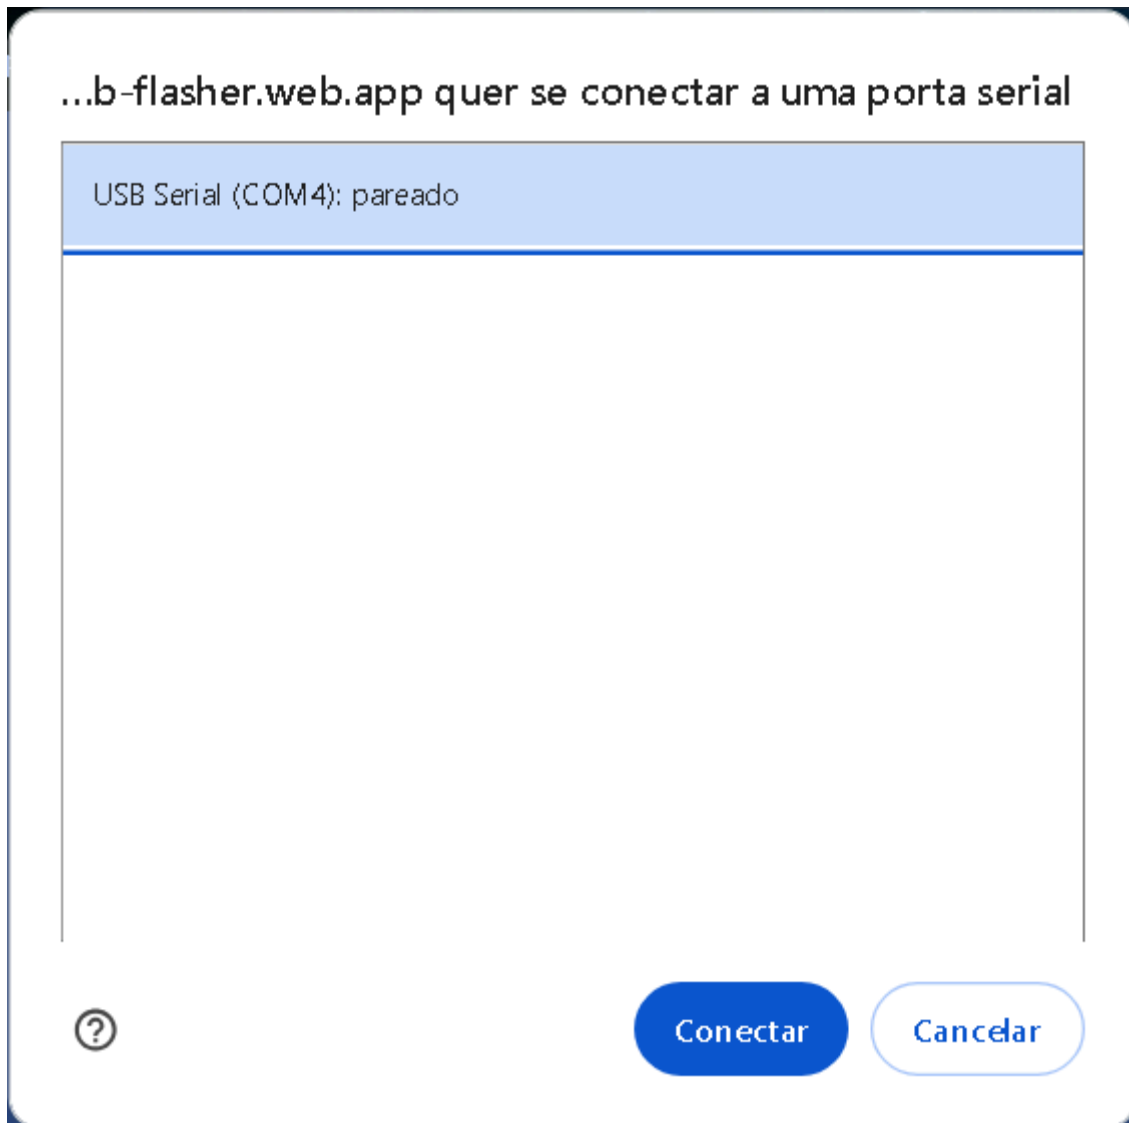 ...b-flasher.web.app quer se conectar a uma porta serial
USB Serial (COM4): pareado
Conectar
Cancelar